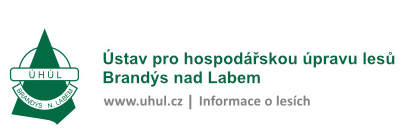 ÚHÚL
BRANDÝS N. LABEM
Ústav pro hospodářskou úpravu lesů
Brandýs nad Labem
www.uhul.cz | Informace o lesích